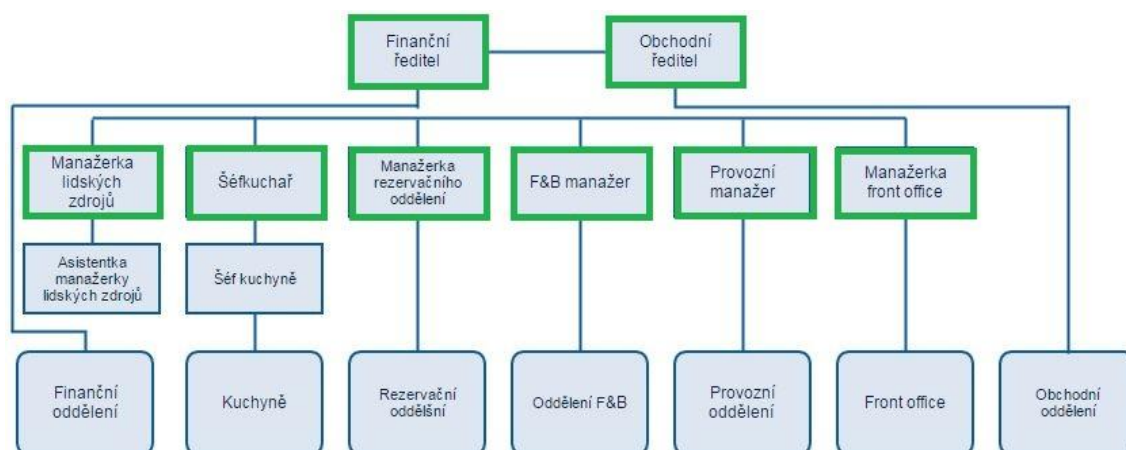 Finanční
ředitel
Obchodní
ředitel
Manažerka
lidských
zdrojů
Šéfkuchař
Manažerka
rezervačního
oddělení
F&B manažer
Provozní
manažer
Manažerka
front office
Asistentka
manažerky
lidských zdrojů
Šéf kuchyně
Finanční
oddělení
Kuchyně
Rezervační
oddělšní
Oddělení F&B
Provozní
oddělení
Front office
Obchodní
oddělení